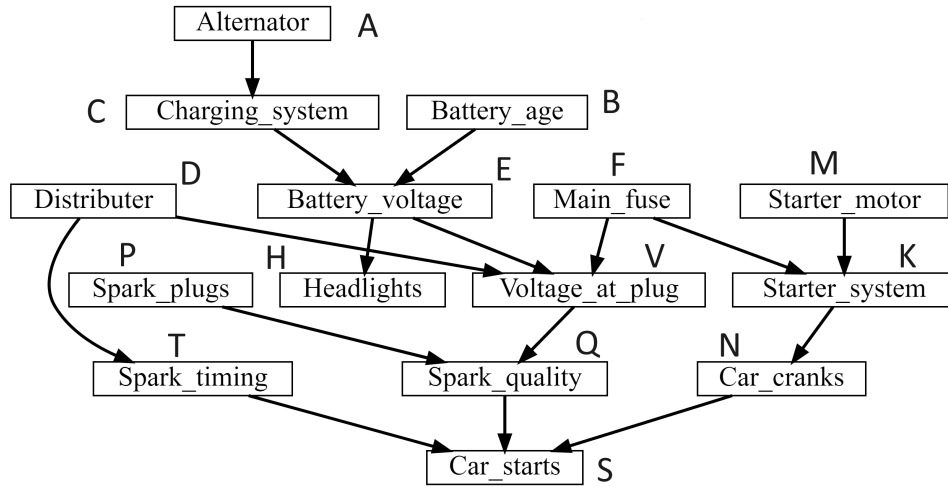 Alternator A
C Charging_system Battery_age B
D E F M
Distributer Battery_voltage Main_fuse Starter_motor
P H V K
Spark_plugs Headlights Voltage_at_plug Starter_system
T Q N
Spark_timing Spark_quality Car_cranks
Car_starts S